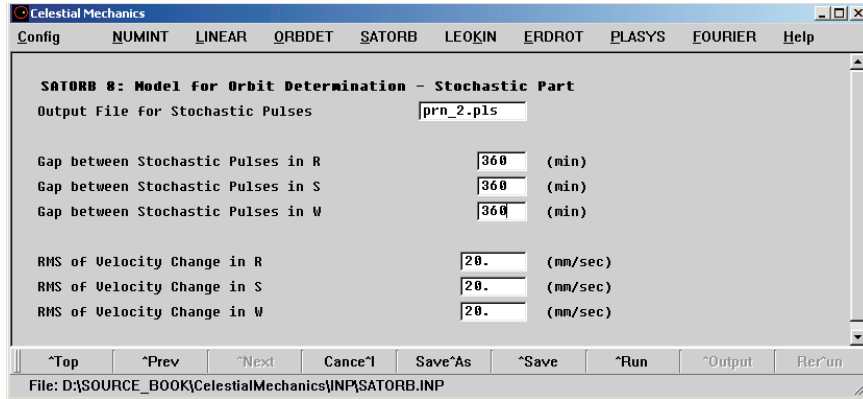 Celestial Mechanics
Config NUMINT LINEAR ORBDET SATORB LEOKIN ERDROT PLASYS FOURIER Help
SATORB 8: Model for Orbit Determination - Stochastic Part
Output File for Stochastic Pulses prn_2.pls
Gap between Stochastic Pulses in R 360 (min)
Gap between Stochastic Pulses in S 360 (min)
Gap between Stochastic Pulses in W 360 (min)
RMS of Velocity Change in R 20. (mm/sec)
RMS of Velocity Change in S 20. (mm/sec)
RMS of Velocity Change in W 20. (mm/sec)
^Top ^Prev ^Next Cance^l Save^As ^Save ^Run ^Output Rer^un
File: D:\SOURCE_BOOK\CelestialMechanics\INP\SATORB.INP